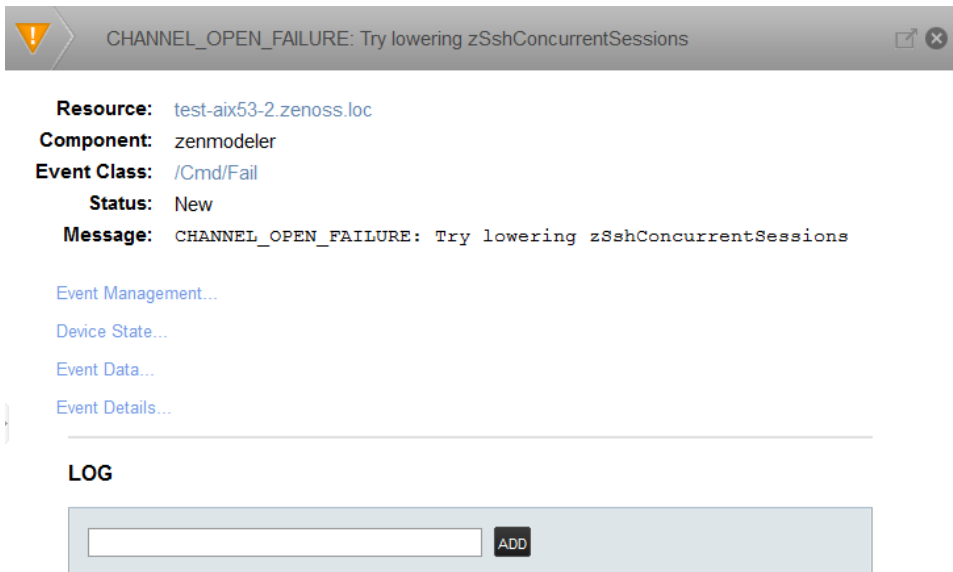 CHANNEL_OPEN_FAILURE: Try lowering zSshConcurrentSessions
Resource: test-aix53-2.zenoss.loc
Component: zenmodeler
Event Class: /Cmd/Fail
Status: New
Message: CHANNEL_OPEN_FAILURE: Try lowering zSshConcurrentSessions
Event Management...
Device State...
Event Data...
Event Details...
LOG
ADD